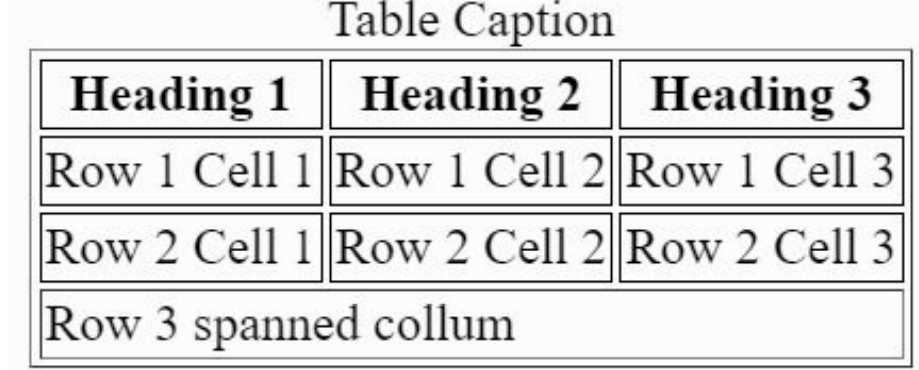 Table Caption
Heading 1 Heading 2 Heading 3
Row 1 Cell 1 Row 1 Cell 2 Row 1 Cell 3
Row 2 Cell 1 Row 2 Cell 2 Row 2 Cell 3
Row 3 spanned collum